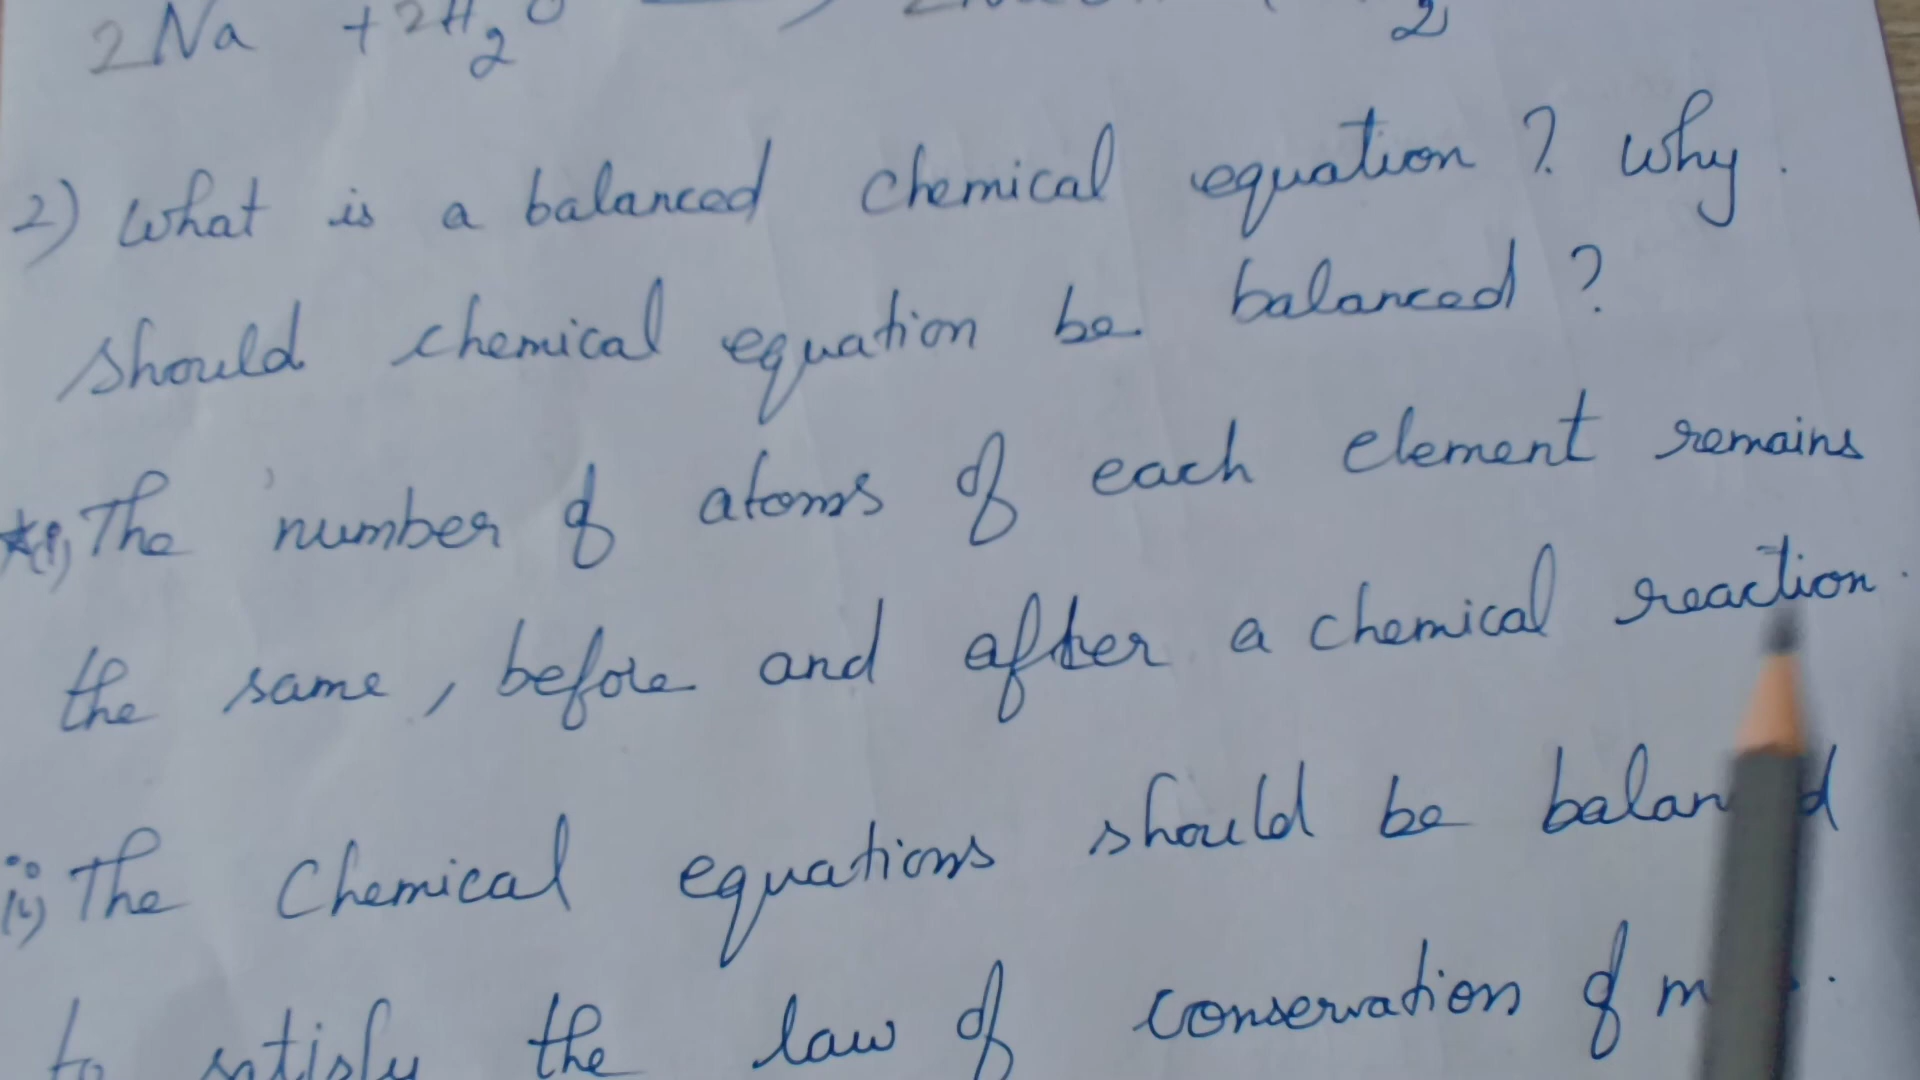 2Na + 2H2O
2) What is a balanced chemical equation? Why
should chemical equation be balanced?
*(i) The number of atoms of each element remains
the same, before and after a chemical reaction.
(ii) The Chemical equations should be
to satisfy the law of conservation of